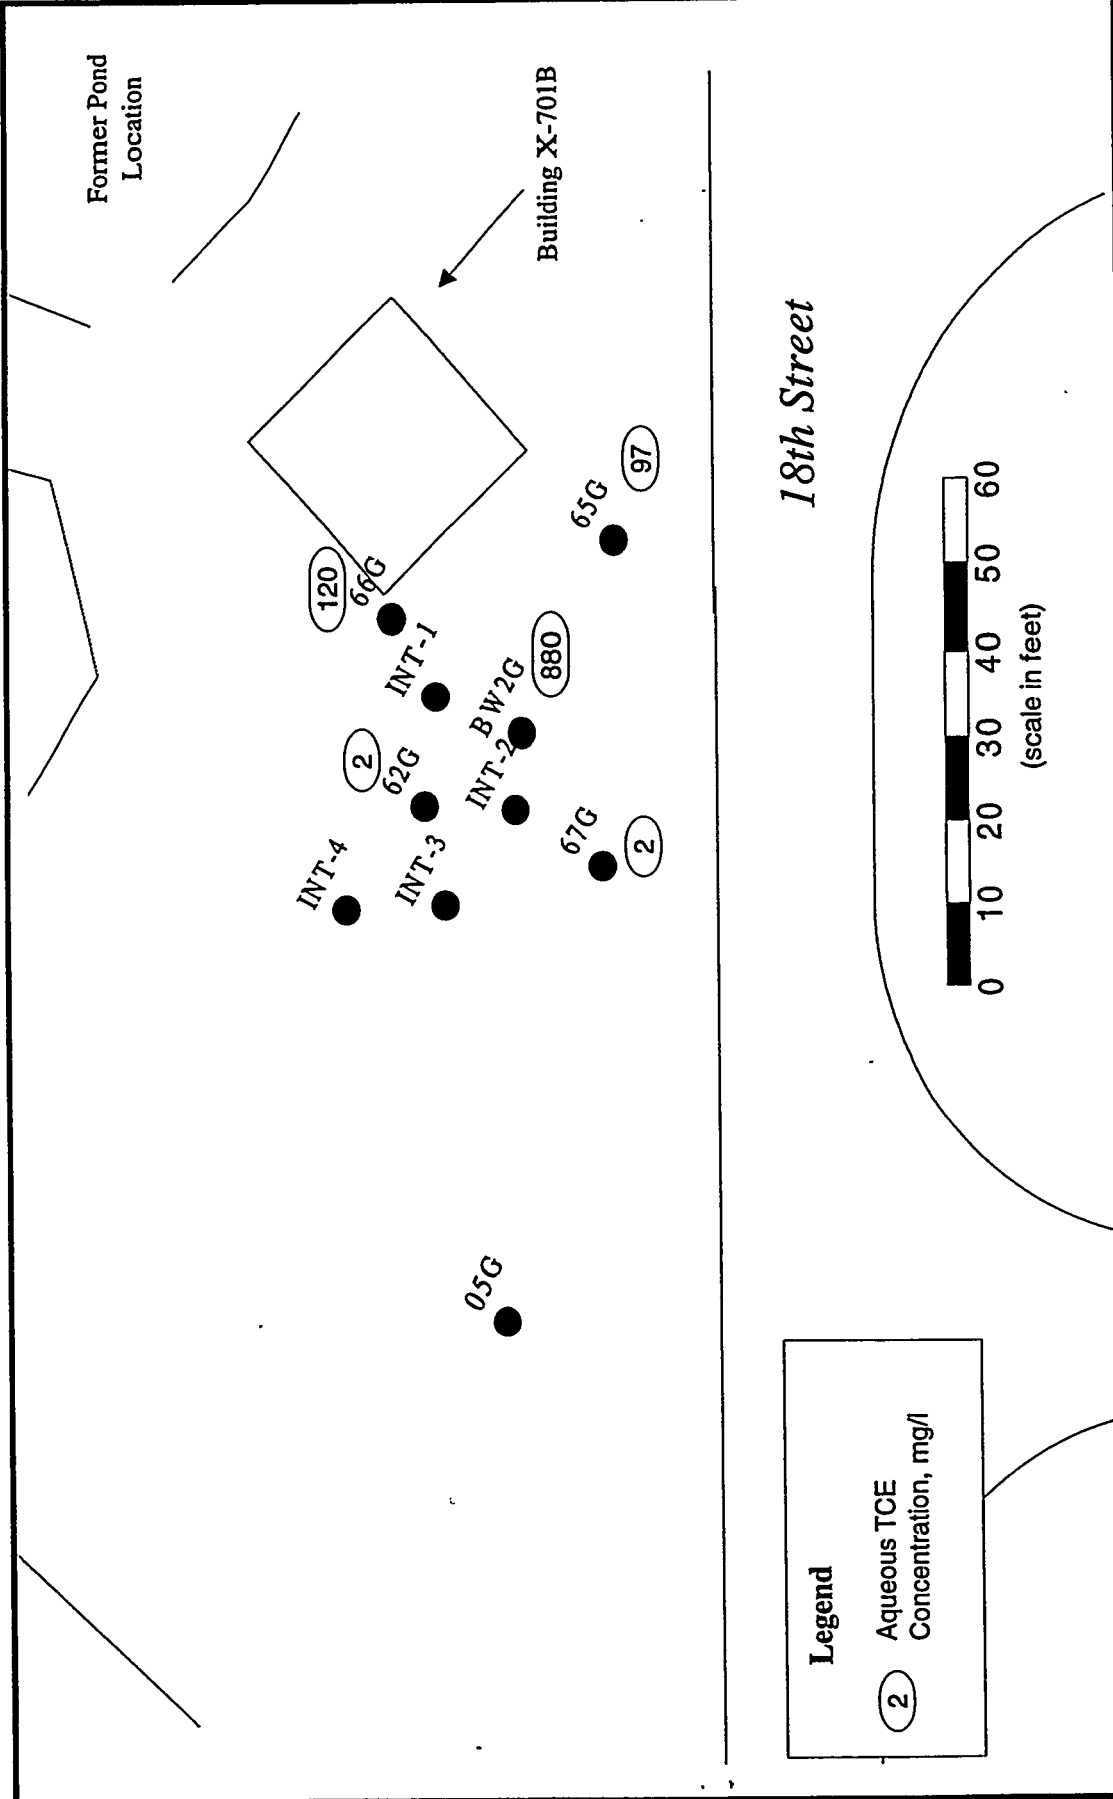 Former Pond
Location
Building X-701B
120
66G
INT-1
2
62G
BW2G
880
INT-2
INT-4
INT-3
67G
2
65G
97
05G
18th Street
0 10 20 30 40 50 60
(scale in feet)
Legend
2
Aqueous TCE
Concentration, mg/l